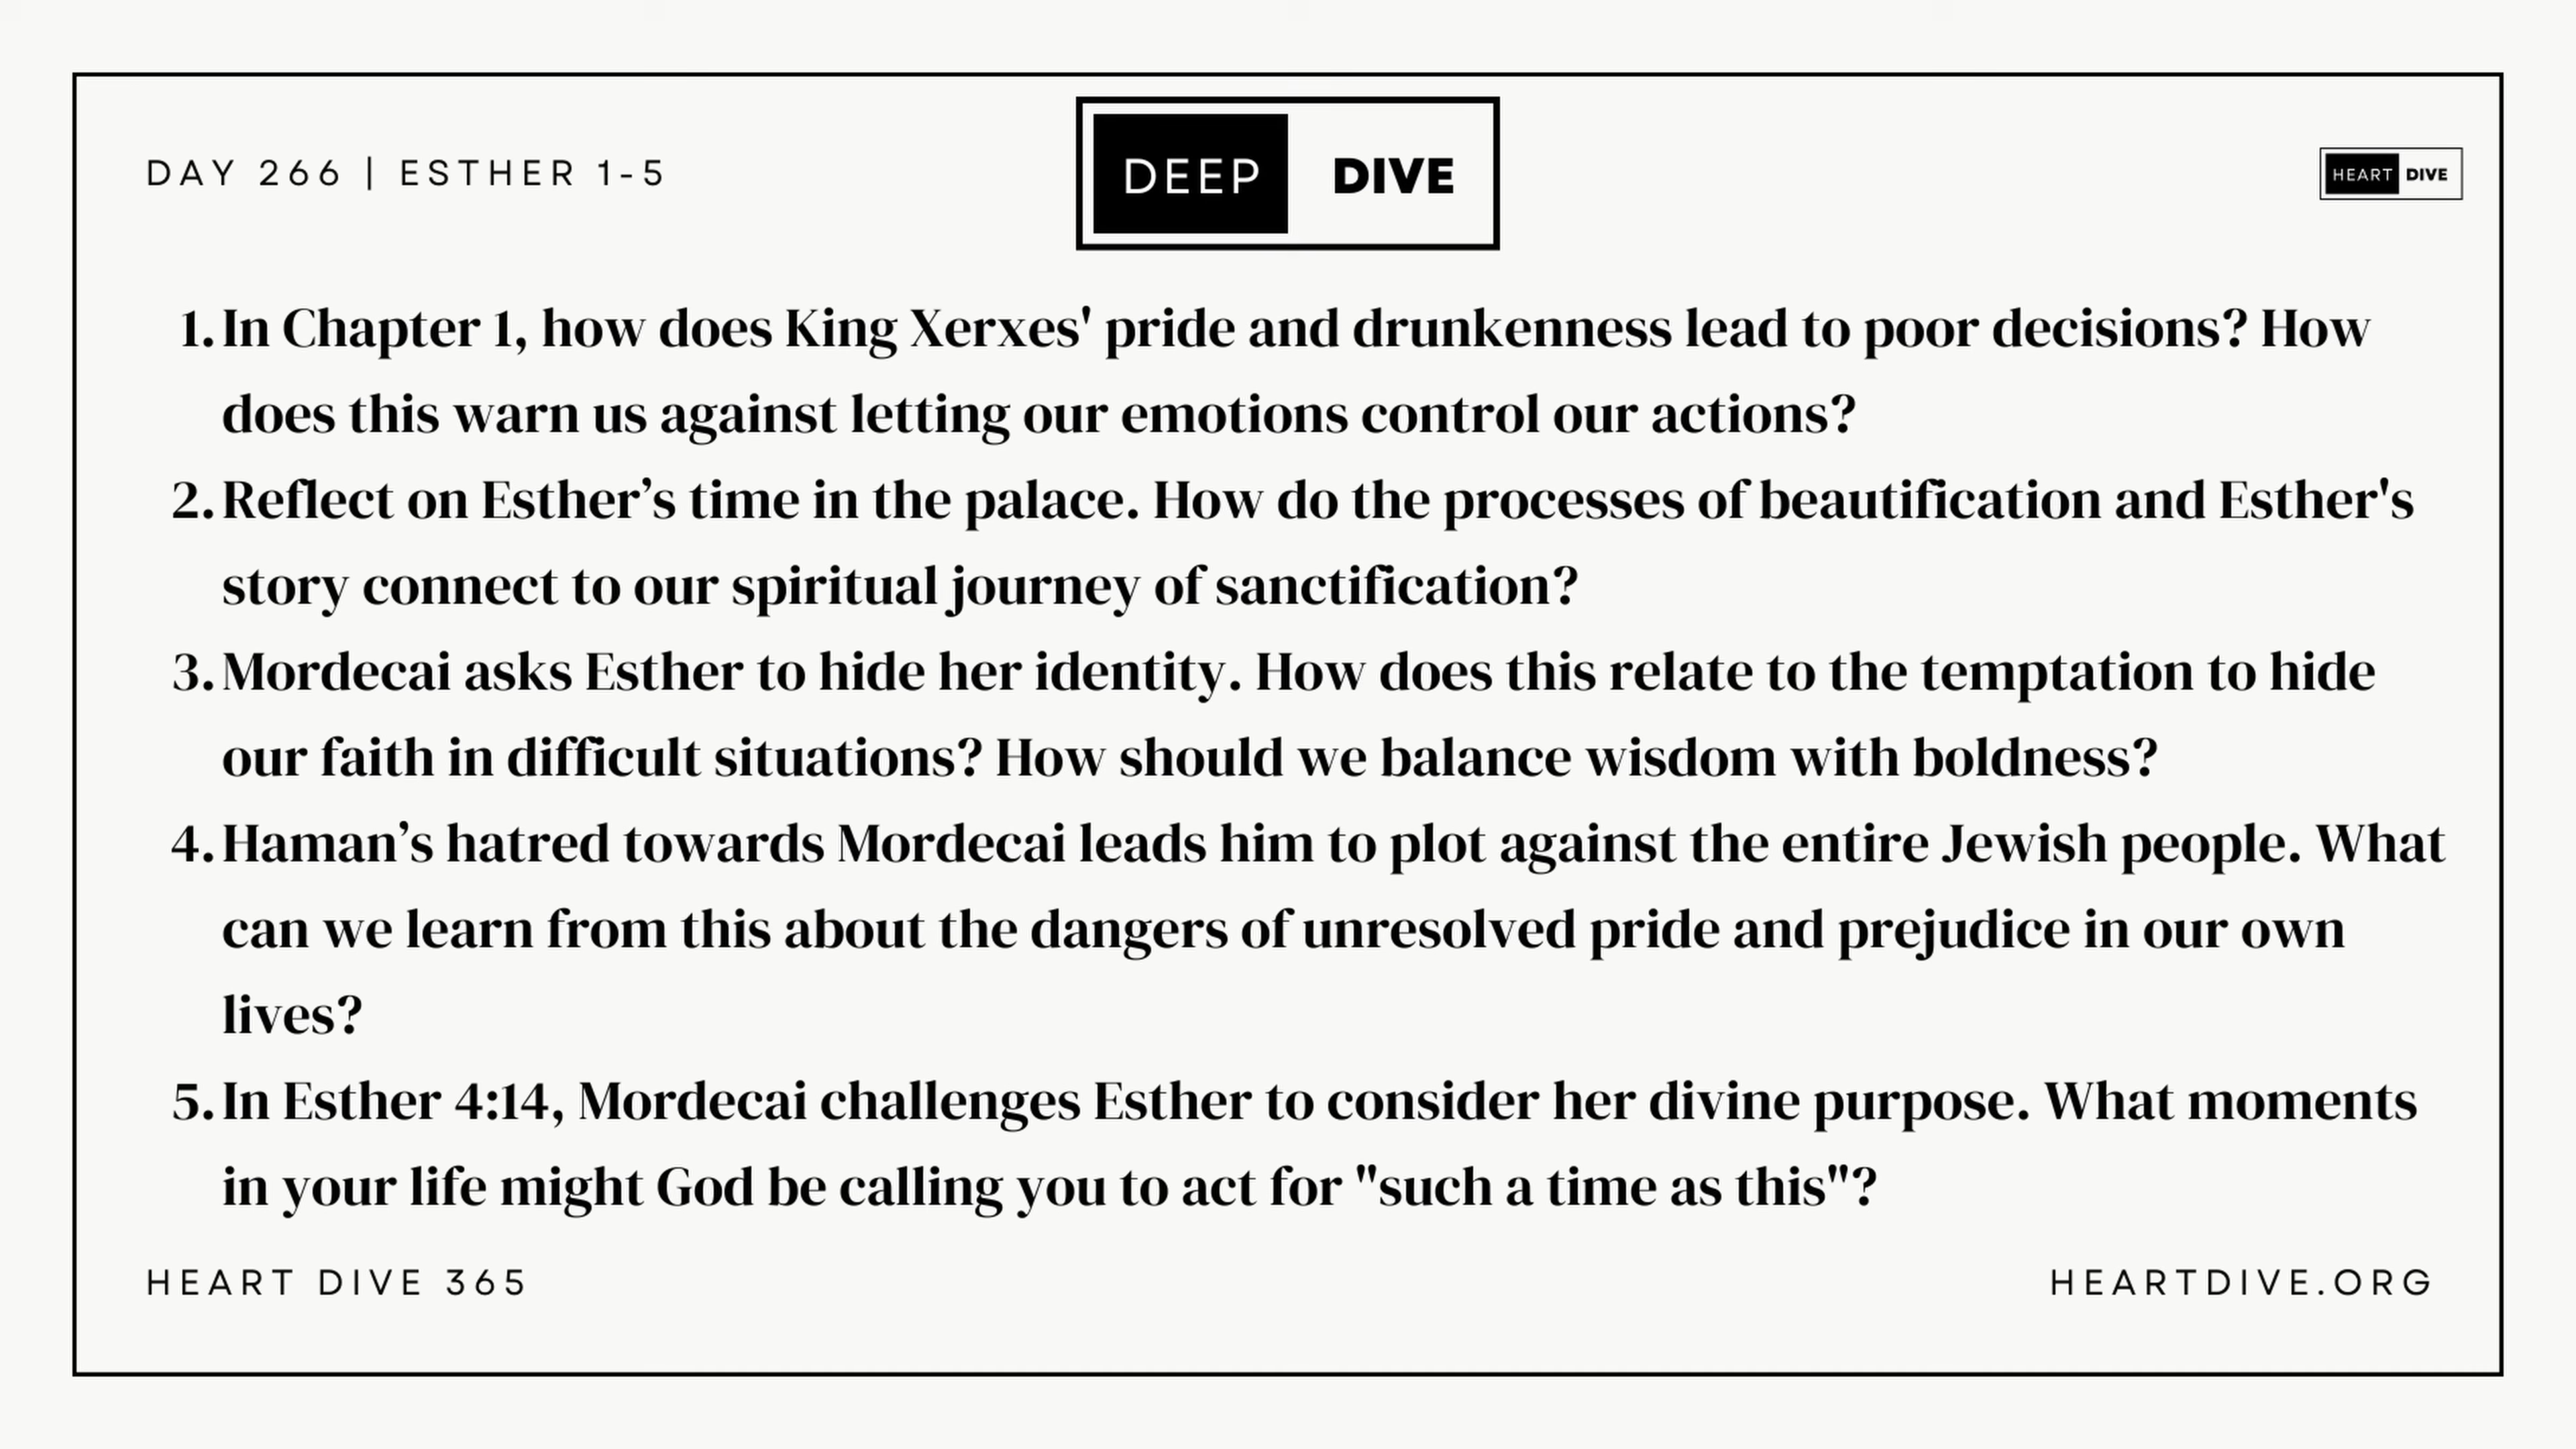 DAY 266 | ESTHER 1-5
DEEP DIVE
HEART DIVE
1. In Chapter 1, how does King Xerxes' pride and drunkenness lead to poor decisions? How
does this warn us against letting our emotions control our actions?
2. Reflect on Esther’s time in the palace. How do the processes of beautification and Esther's
story connect to our spiritual journey of sanctification?
3. Mordecai asks Esther to hide her identity. How does this relate to the temptation to hide
our faith in difficult situations? How should we balance wisdom with boldness?
4. Haman’s hatred towards Mordecai leads him to plot against the entire Jewish people. What
can we learn from this about the dangers of unresolved pride and prejudice in our own
lives?
5. In Esther 4:14, Mordecai challenges Esther to consider her divine purpose. What moments
in your life might God be calling you to act for "such a time as this"?
HEART DIVE 365
HEARTDIVE.ORG